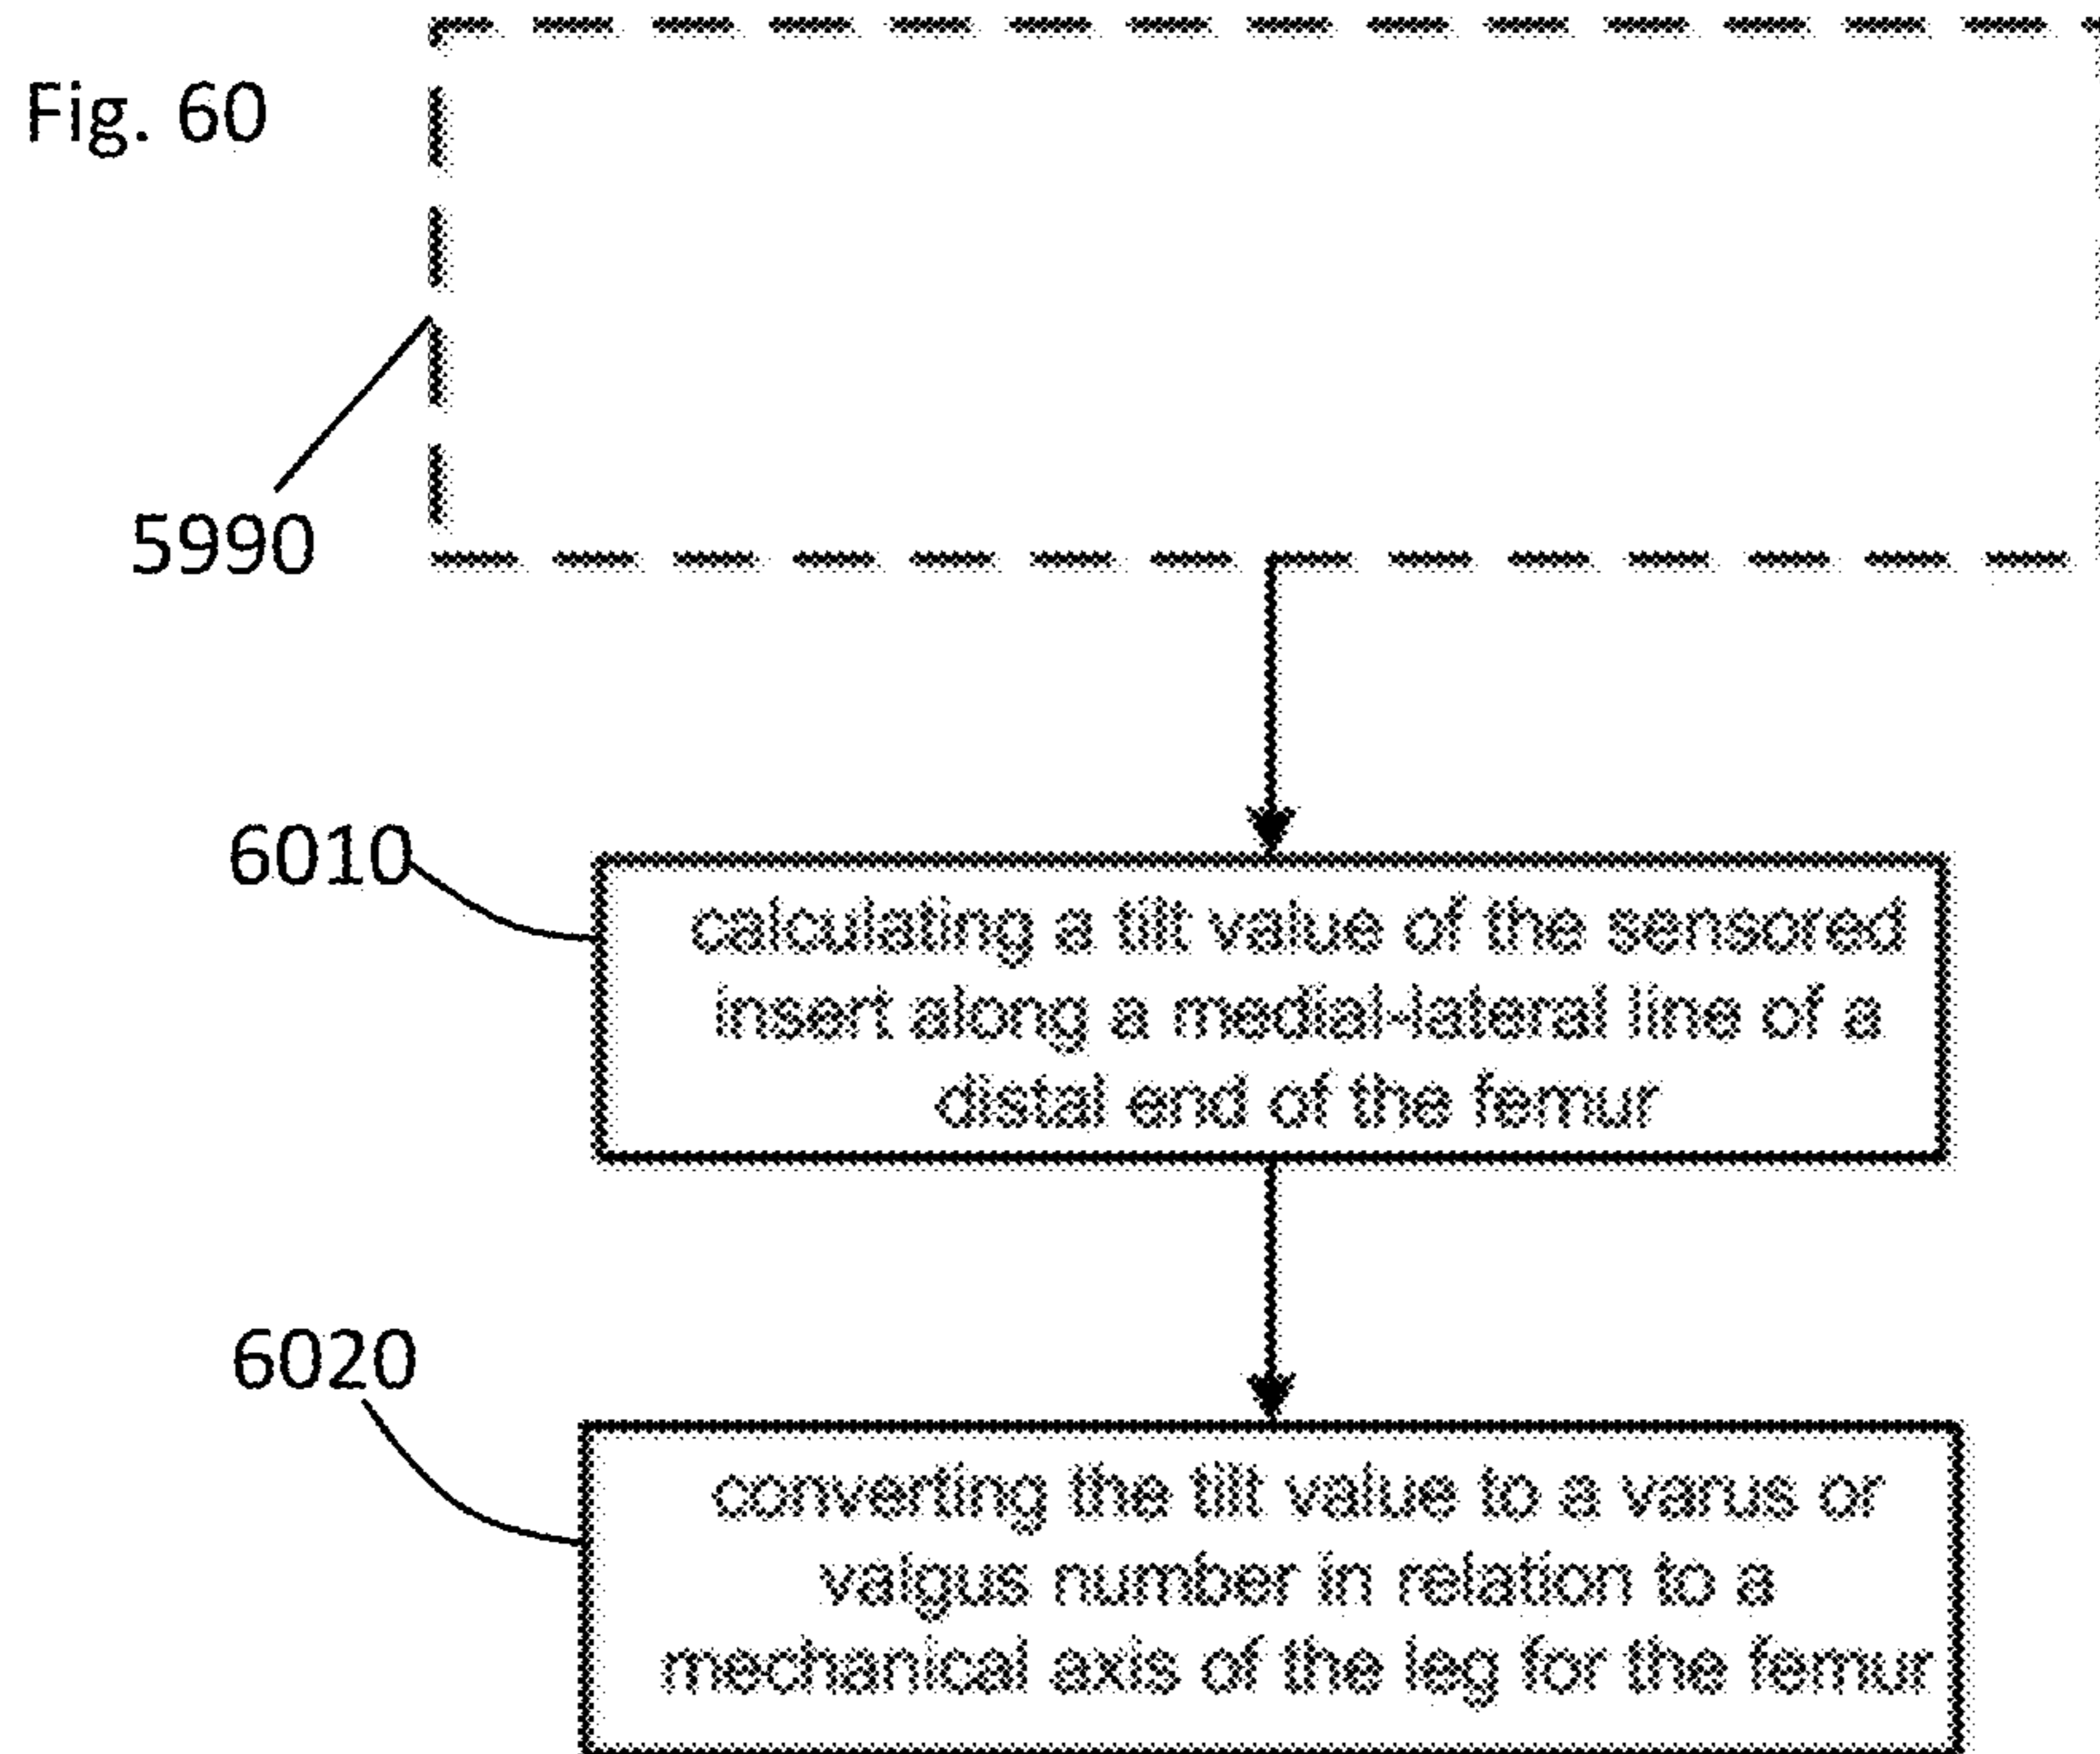 Fig. 60
5990
6010
calculating a tilt value of the sensored
insert along a medial-lateral line of a
distal end of the femur
6020
converting the tilt value to a varus or
valgus number in relation to a
mechanical axis of the leg for the femur